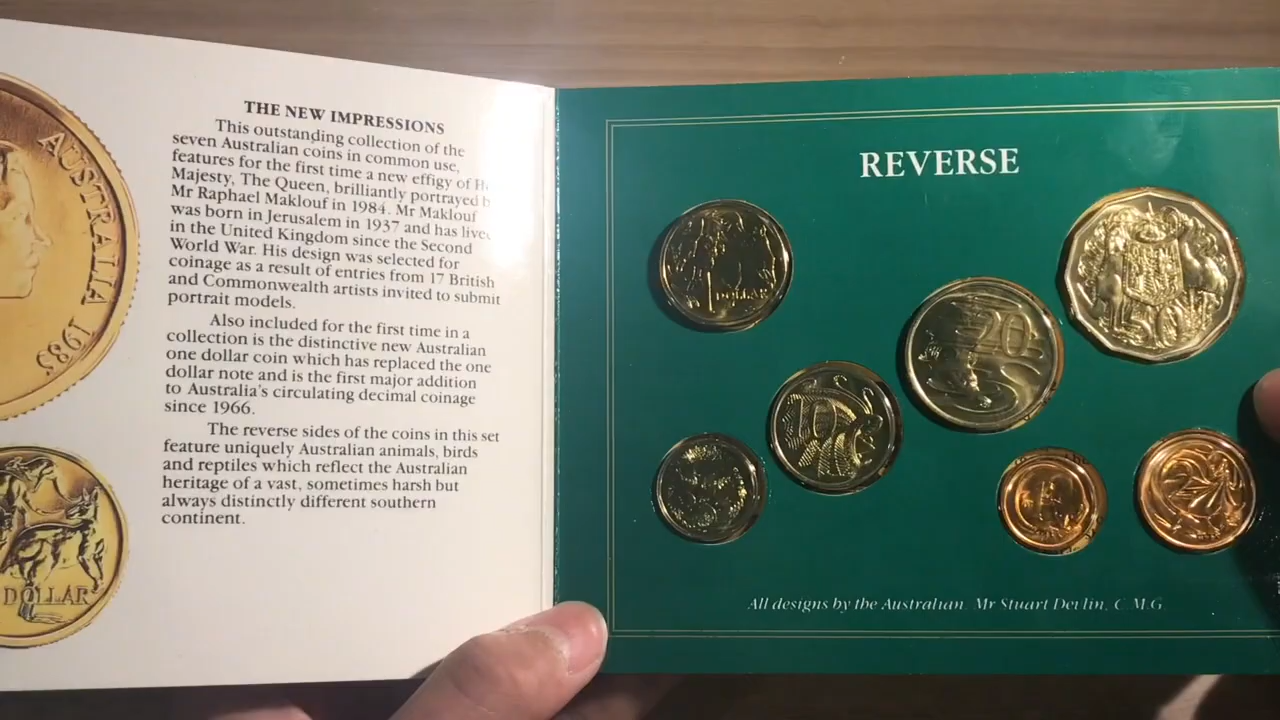 AUSTRALIA 1985
DOLLAR
THE NEW IMPRESSIONS
This outstanding collection of the
seven Australian coins in common use,
features for the first time a new effigy of
Majesty, The Queen, brilliantly portrayed
Mr Raphael Maklouf in 1984. Mr Maklouf
was born in Jerusalem in 1937 and has
in the United Kingdom since the Second
World War. His design was selected for
coinage as a result of entries from 17 British
and Commonwealth artists invited to submit
portrait models.
Also included for the first time in a
collection is the distinctive new Australian
one dollar coin which has replaced the one
dollar note and is the first major addition
to Australia's circulating decimal coinage
since 1966.
The reverse sides of the coins in this set
feature uniquely Australian animals, birds
and reptiles which reflect the Australian
heritage of a vast, sometimes harsh but
always distinctly different southern
continent.
REVERSE
DOLLAR
20
50
10
5
1
2
All designs by the Australian, Mr Stuart Devlin, C.M.G.